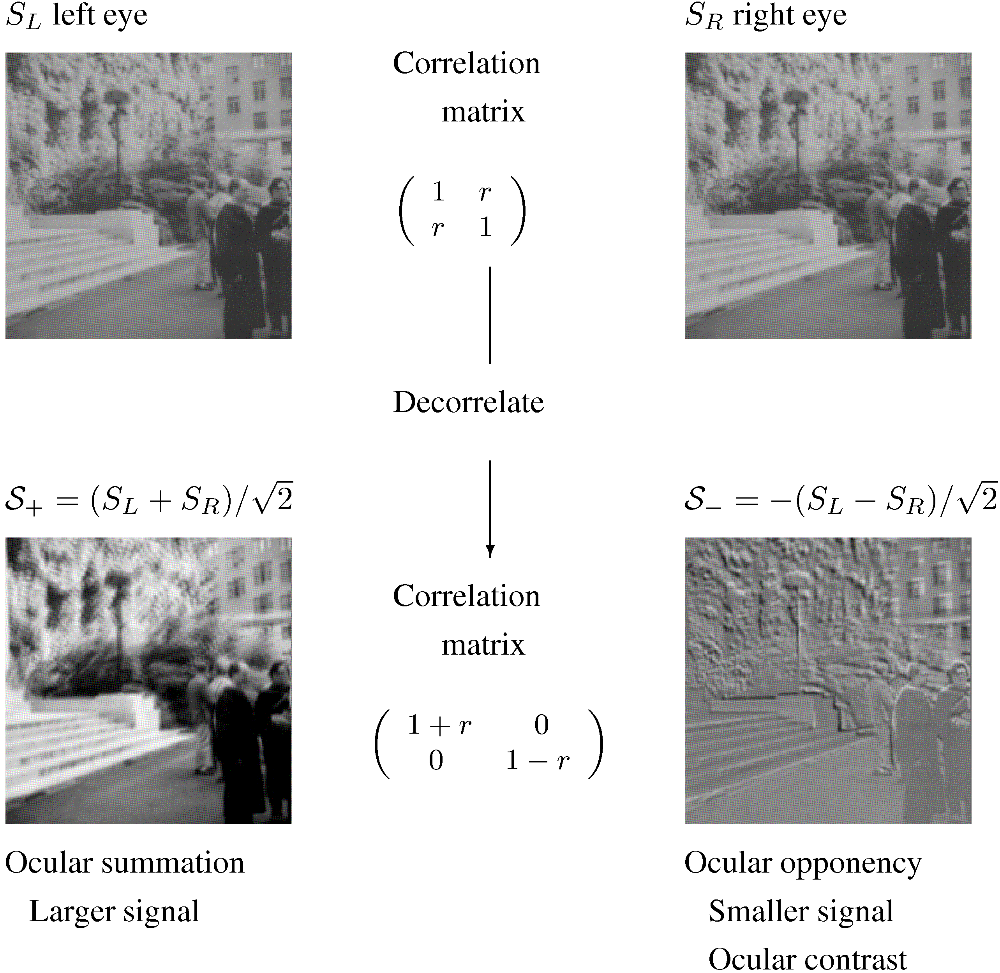 S_L left eye
S_R right eye
Correlation
matrix
( 1 r
r 1 )
Decorrelate
𝒮_+ = (S_L + S_R)/√2
𝒮_− = −(S_L − S_R)/√2
Correlation
matrix
( 1 + r 0
0 1 − r )
Ocular summation
Larger signal
Ocular opponency
Smaller signal
Ocular contrast